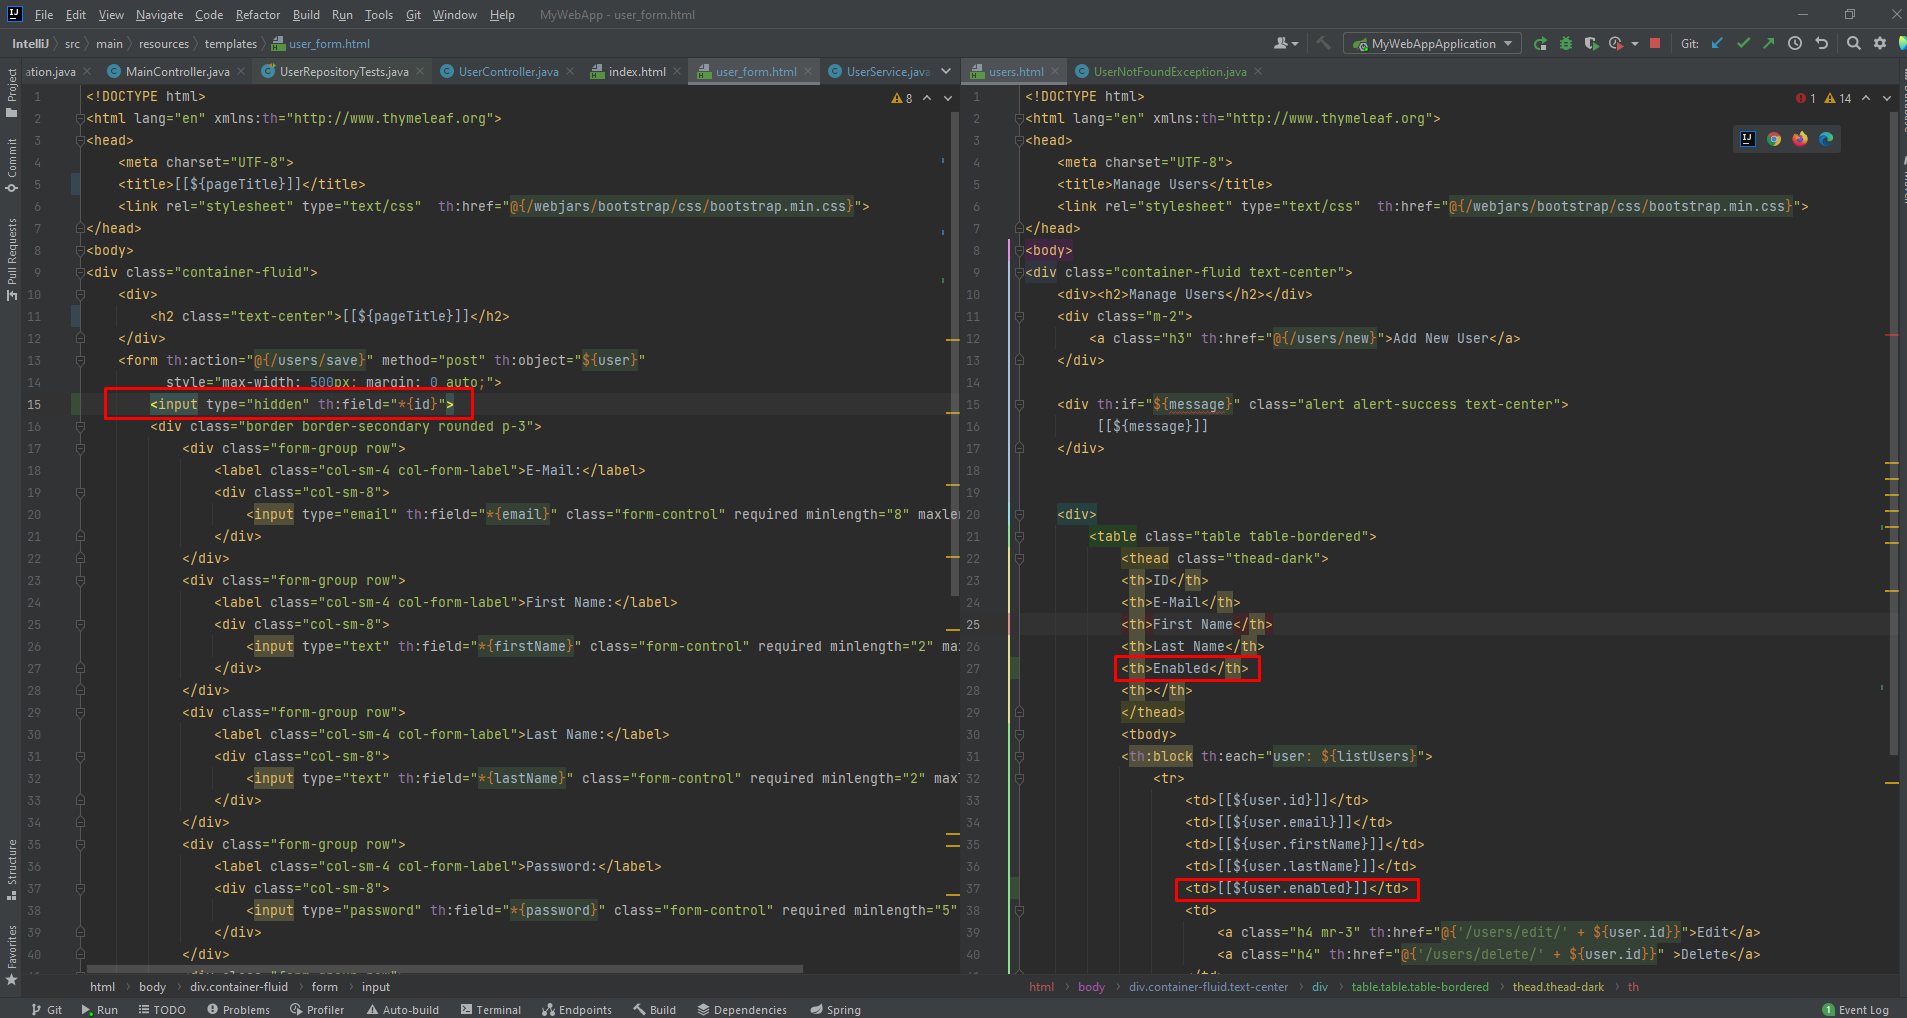 File Edit View Navigate Code Refactor Build Run Tools Git Window Help MyWebApp - user_form.html
IntelliJ src main resources templates user_form.html MyWebAppApplication Git:
ation.java MainController.java UserRepositoryTests.java UserController.java index.html user_form.html UserService.java users.html UserNotFoundException.java
Project
Commit
Pull Requests
Structure
Favorites
8
1 <!DOCTYPE html>
2 <html lang="en" xmlns:th="http://www.thymeleaf.org">
3 <head>
4 <meta charset="UTF-8">
5 <title>[[${pageTitle}]]</title>
6 <link rel="stylesheet" type="text/css"  th:href="@{/webjars/bootstrap/css/bootstrap.min.css}">
7 </head>
8 <body>
9 <div class="container-fluid">
10 <div>
11 <h2 class="text-center">[[${pageTitle}]]</h2>
12 </div>
13 <form th:action="@{/users/save}" method="post" th:object="${user}"
14 style="max-width: 500px; margin: 0 auto;">
15 <input type="hidden" th:field="*{id}">
16 <div class="border border-secondary rounded p-3">
17 <div class="form-group row">
18 <label class="col-sm-4 col-form-label">E-Mail:</label>
19 <div class="col-sm-8">
20 <input type="email" th:field="*{email}" class="form-control" required minlength="8" maxlen
21 </div>
22 </div>
23 <div class="form-group row">
24 <label class="col-sm-4 col-form-label">First Name:</label>
25 <div class="col-sm-8">
26 <input type="text" th:field="*{firstName}" class="form-control" required minlength="2" max
27 </div>
28 </div>
29 <div class="form-group row">
30 <label class="col-sm-4 col-form-label">Last Name:</label>
31 <div class="col-sm-8">
32 <input type="text" th:field="*{lastName}" class="form-control" required minlength="2" maxl
33 </div>
34 </div>
35 <div class="form-group row">
36 <label class="col-sm-4 col-form-label">Password:</label>
37 <div class="col-sm-8">
38 <input type="password" th:field="*{password}" class="form-control" required minlength="5"
39 </div>
40 </div>
<div class="form-group row">
html body div.container-fluid form input
1 14
1 <!DOCTYPE html>
2 <html lang="en" xmlns:th="http://www.thymeleaf.org">
3 <head>
4 <meta charset="UTF-8">
5 <title>Manage Users</title>
6 <link rel="stylesheet" type="text/css"  th:href="@{/webjars/bootstrap/css/bootstrap.min.css}">
7 </head>
8 <body>
9 <div class="container-fluid text-center">
10 <div><h2>Manage Users</h2></div>
11 <div class="m-2">
12 <a class="h3" th:href="@{/users/new}">Add New User</a>
13 </div>
14
15 <div th:if="${message}" class="alert alert-success text-center">
16 [[${message}]]
17 </div>
18
19
20 <div>
21 <table class="table table-bordered">
22 <thead class="thead-dark">
23 <th>ID</th>
24 <th>E-Mail</th>
25 <th>First Name</th>
26 <th>Last Name</th>
27 <th>Enabled</th>
28 <th></th>
29 </thead>
30 <tbody>
31 <th:block th:each="user: ${listUsers}">
32 <tr>
33 <td>[[${user.id}]]</td>
34 <td>[[${user.email}]]</td>
35 <td>[[${user.firstName}]]</td>
36 <td>[[${user.lastName}]]</td>
37 <td>[[${user.enabled}]]</td>
38 <td>
39 <a class="h4 mr-3" th:href="@{'/users/edit/' + ${user.id}}">Edit</a>
40 <a class="h4" th:href="@{'/users/delete/' + ${user.id}}" >Delete</a>
html body div.container-fluid.text-center div table.table.table-bordered thead.thead-dark th
Git Run TODO Problems Profiler Auto-build Terminal Endpoints Build Dependencies Spring 1 Event Log